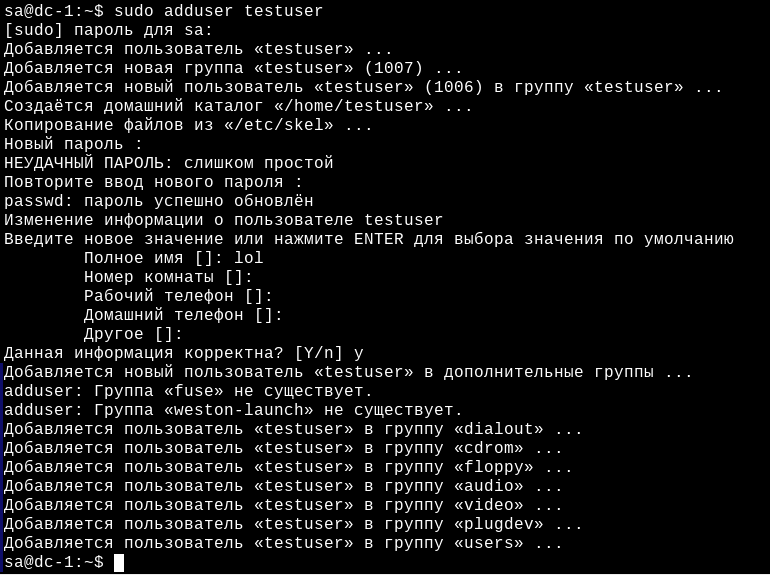 sa@dc-1:~$ sudo adduser testuser
[sudo] пароль для sa:
Добавляется пользователь «testuser» ...
Добавляется новая группа «testuser» (1007) ...
Добавляется новый пользователь «testuser» (1006) в группу «testuser» ...
Создаётся домашний каталог «/home/testuser» ...
Копирование файлов из «/etc/skel» ...
Новый пароль :
НЕУДАЧНЫЙ ПАРОЛЬ: слишком простой
Повторите ввод нового пароля :
passwd: пароль успешно обновлён
Изменение информации о пользователе testuser
Введите новое значение или нажмите ENTER для выбора значения по умолчанию
Полное имя []: lol
Номер комнаты []:
Рабочий телефон []:
Домашний телефон []:
Другое []:
Данная информация корректна? [Y/n] y
Добавляется новый пользователь «testuser» в дополнительные группы ...
adduser: Группа «fuse» не существует.
adduser: Группа «weston-launch» не существует.
Добавляется пользователь «testuser» в группу «dialout» ...
Добавляется пользователь «testuser» в группу «cdrom» ...
Добавляется пользователь «testuser» в группу «floppy» ...
Добавляется пользователь «testuser» в группу «audio» ...
Добавляется пользователь «testuser» в группу «video» ...
Добавляется пользователь «testuser» в группу «plugdev» ...
Добавляется пользователь «testuser» в группу «users» ...
sa@dc-1:~$